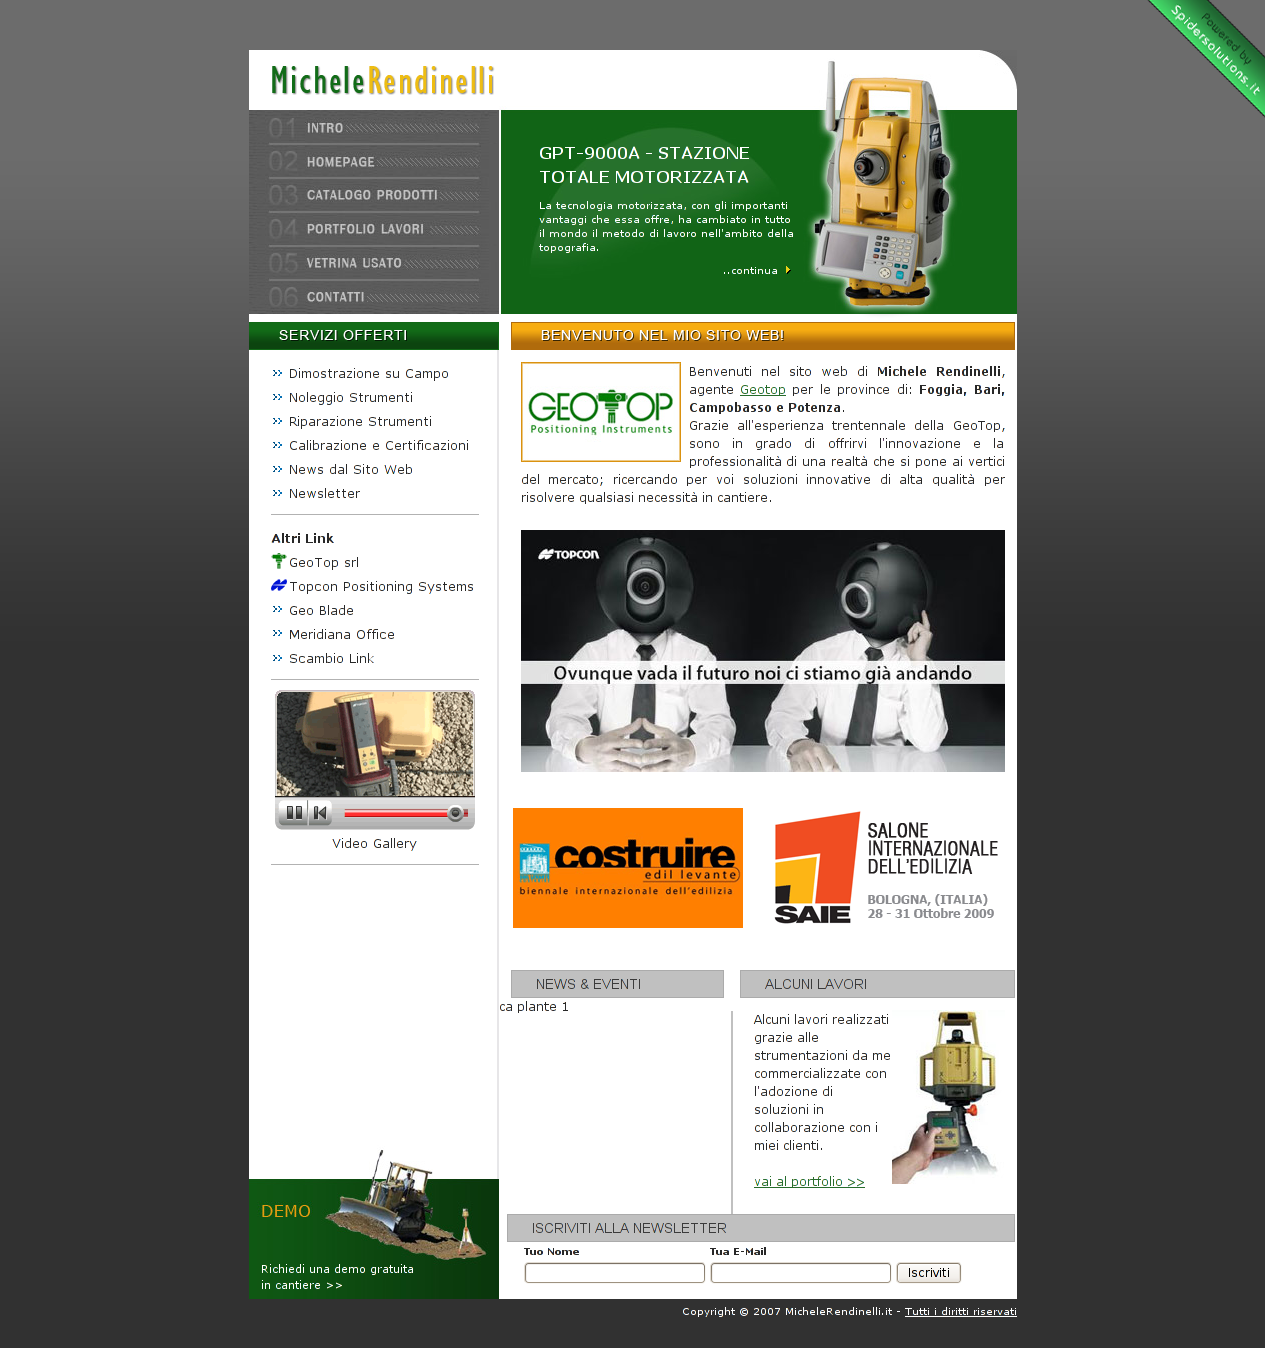 Powered by
Spidersolutions.it
MicheleRendinelli
01 INTRO
02 HOMEPAGE
03 CATALOGO PRODOTTI
04 PORTFOLIO LAVORI
05 VETRINA USATO
06 CONTATTI
GPT-9000A - STAZIONE
TOTALE MOTORIZZATA
La tecnologia motorizzata, con gli importanti
vantaggi che essa offre, ha cambiato in tutto
il mondo il metodo di lavoro nell'ambito della
topografia.
..continua
SERVIZI OFFERTI
Dimostrazione su Campo
Noleggio Strumenti
Riparazione Strumenti
Calibrazione e Certificazioni
News dal Sito Web
Newsletter
Altri Link
GeoTop srl
Topcon Positioning Systems
Geo Blade
Meridiana Office
Scambio Link
Video Gallery
DEMO
Richiedi una demo gratuita
in cantiere >>
BENVENUTO NEL MIO SITO WEB!
GEOTOP
Positioning Instruments
Benvenuti nel sito web di Michele Rendinelli,
agente Geotop per le province di: Foggia, Bari,
Campobasso e Potenza.
Grazie all'esperienza trentennale della GeoTop,
sono in grado di offrirvi l'innovazione e la
professionalità di una realtà che si pone ai vertici
del mercato; ricercando per voi soluzioni innovative di alta qualità per
risolvere qualsiasi necessità in cantiere.
TOPCON
Ovunque vada il futuro noi ci stiamo già andando
costruire
edil levante
biennale internazionale dell'edilizia
SAIE
SALONE
INTERNAZIONALE
DELL'EDILIZIA
BOLOGNA, (ITALIA)
28 - 31 Ottobre 2009
NEWS & EVENTI
ca plante 1
ALCUNI LAVORI
Alcuni lavori realizzati
grazie alle
strumentazioni da me
commercializzate con
l'adozione di
soluzioni in
collaborazione con i
miei clienti.
vai al portfolio >>
ISCRIVITI ALLA NEWSLETTER
Tuo Nome
Tua E-Mail
Iscriviti
Copyright © 2007 MicheleRendinelli.it - Tutti i diritti riservati